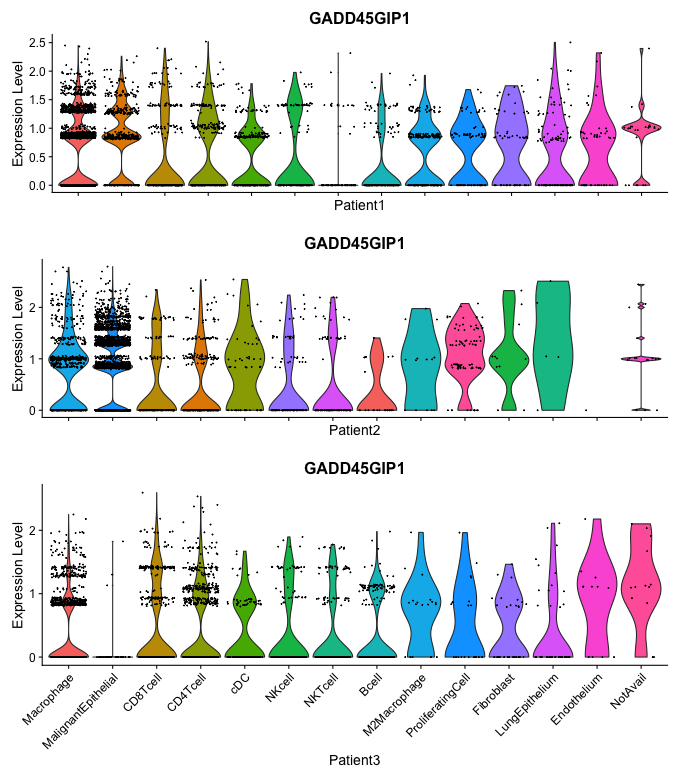 GADD45GIP1
Expression Level
2.5
2.0
1.5
1.0
0.5
0.0
Patient1
GADD45GIP1
Expression Level
2
1
0
Patient2
GADD45GIP1
Expression Level
2
1
0
Macrophage
MalignantEpithelial
CD8Tcell
CD4Tcell
cDC
NKcell
NKTcell
Bcell
M2Macrophage
ProliferatingCell
Fibroblast
LungEpithelium
Endothelium
NotAvail
Patient3